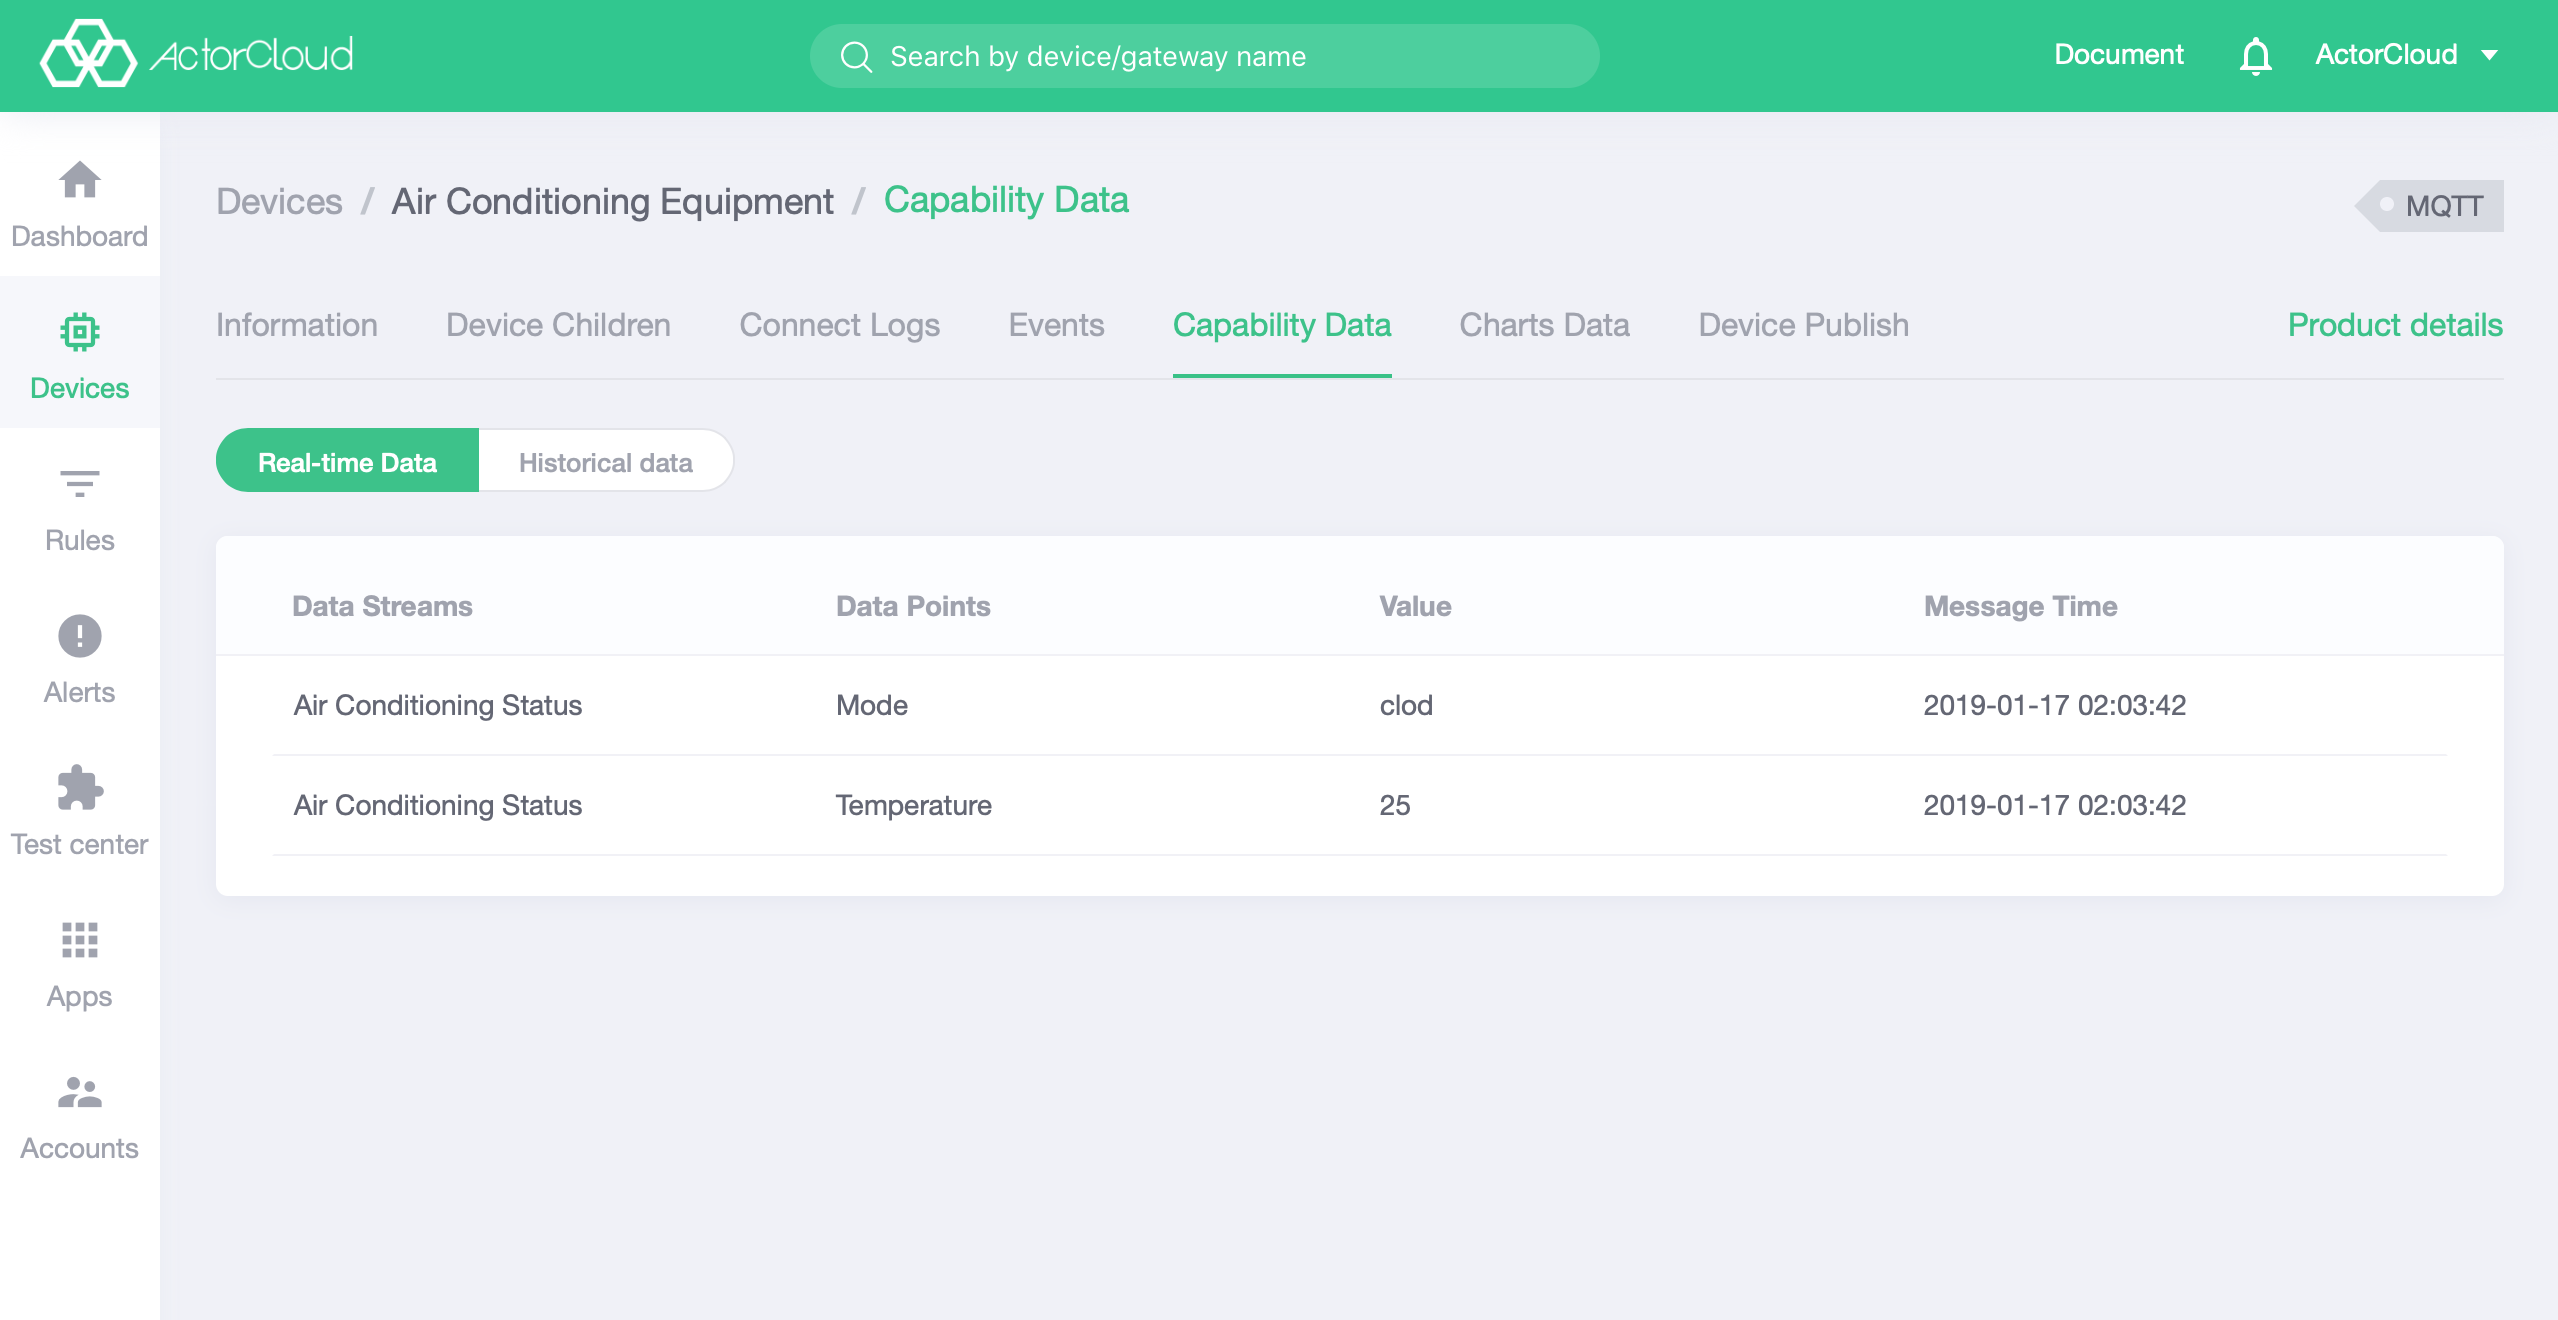 ActorCloud
Search by device/gateway name
Document
ActorCloud
Dashboard
Devices
Rules
Alerts
Test center
Apps
Accounts
Devices / Air Conditioning Equipment / Capability Data
MQTT
Information Device Children Connect Logs Events Capability Data Charts Data Device Publish Product details
Real-time Data Historical data
Data Streams Data Points Value Message Time
Air Conditioning Status Mode clod 2019-01-17 02:03:42
Air Conditioning Status Temperature 25 2019-01-17 02:03:42